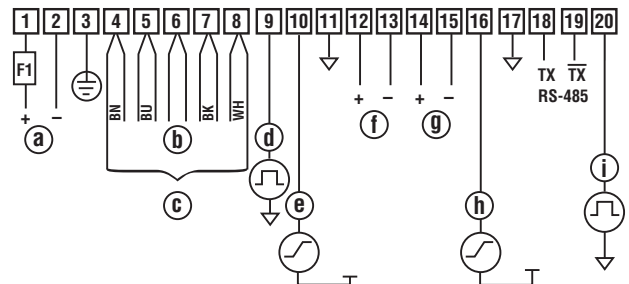 1 2 3 4 5 6 7 8 9 10 11 12 13 14 15 16 17 18 19 20
F1
BN BU BK WH
TX T̅X̅
RS-485
+ −
+ −
+ −
a b c d e f g h i